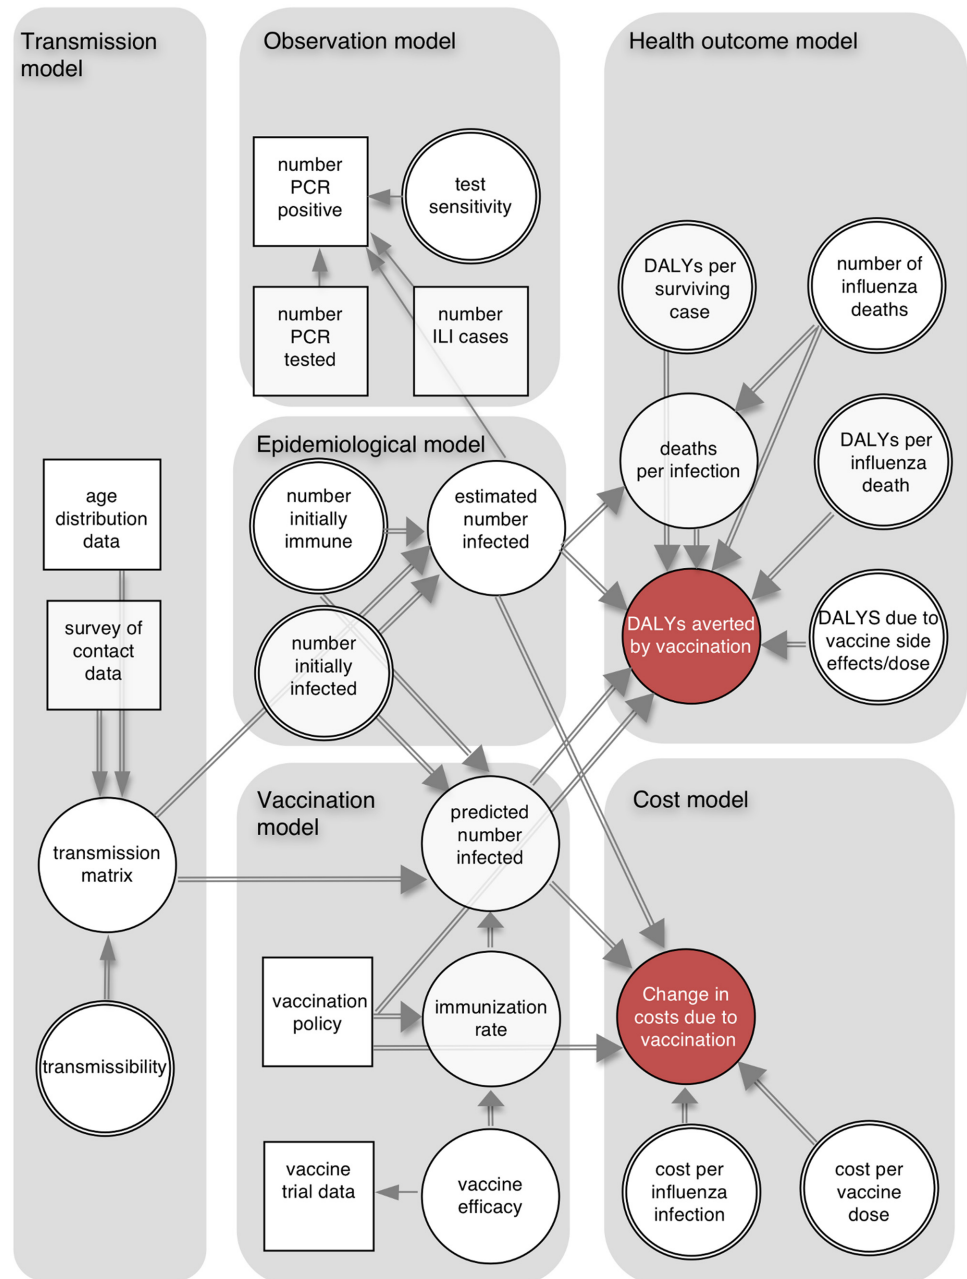 Transmission
model
age
distribution
data
survey of
contact
data
transmission
matrix
transmissibility
Observation model
number
PCR
positive
test
sensitivity
number
PCR
tested
number
ILI cases
Epidemiological model
number
initially
immune
estimated
number
infected
number
initially
infected
Vaccination
model
predicted
number
infected
vaccination
policy
immunization
rate
vaccine
trial data
vaccine
efficacy
Health outcome model
DALYs per
surviving
case
number of
influenza
deaths
deaths
per infection
DALYs per
influenza
death
DALYs averted
by vaccination
DALYS due to
vaccine side
effects/dose
Cost model
Change in
costs due to
vaccination
cost per
influenza
infection
cost per
vaccine
dose